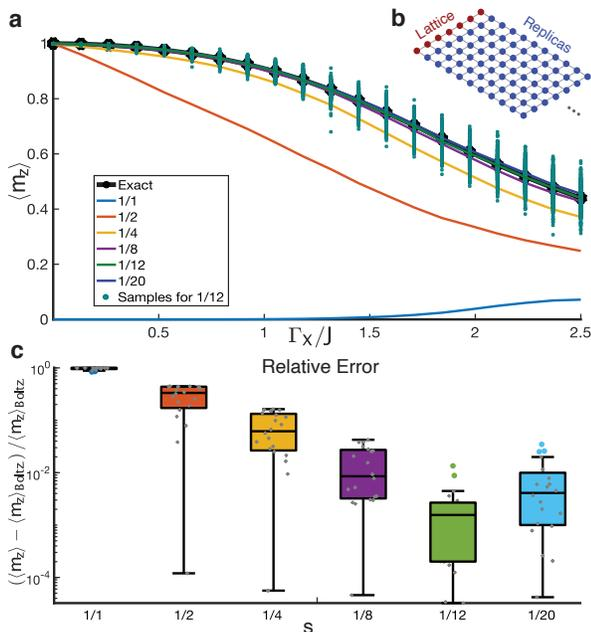 a
b
Lattice
Replicas
1
0.8
0.6
0.4
0.2
0
⟨m_z⟩
Exact
1/1
1/2
1/4
1/8
1/12
1/20
Samples for 1/12
0.5
1
1.5
2
2.5
Γ_X/J
c
Relative Error
(⟨m_z⟩ − ⟨m_z⟩_Boltz) / ⟨m_z⟩_Boltz
10^0
10^-2
10^-4
1/1
1/2
1/4
1/8
1/12
1/20
s